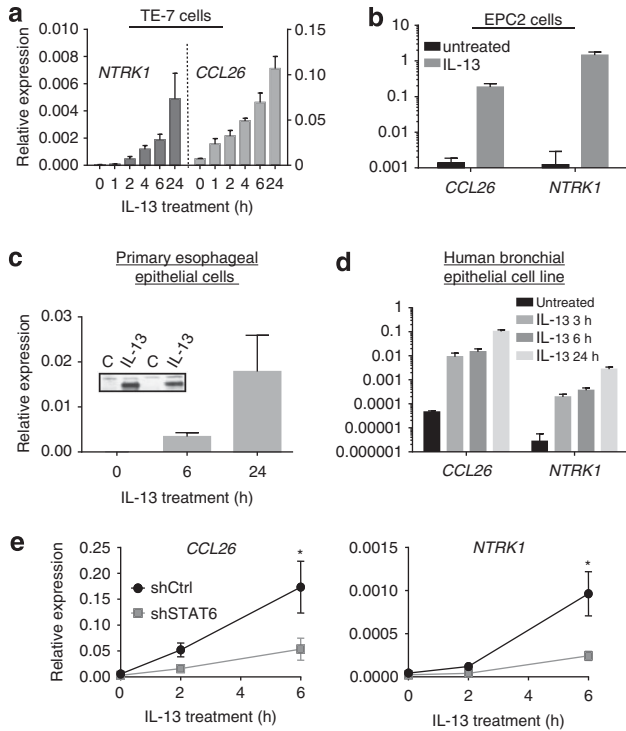 a
TE-7 cells
Relative expression
0.010
0.008
0.006
0.004
0.002
0.000
NTRK1
CCL26
0.15
0.10
0.05
0
0 1 2 4 6 24 0 1 2 4 6 24
IL-13 treatment (h)
b
EPC2 cells
untreated
IL-13
10
1
0.1
0.01
0.001
CCL26 NTRK1
c
Primary esophageal
epithelial cells
Relative expression
0.03
0.02
0.01
0.00
C IL-13 C IL-13
0 6 24
IL-13 treatment (h)
d
Human bronchial
epithelial cell line
Untreated
IL-13 3 h
IL-13 6 h
IL-13 24 h
1
0.1
0.01
0.001
0.0001
0.000001
CCL26 NTRK1
e
CCL26
Relative expression
0.25
0.20
0.15
0.10
0.05
0.00
shCtrl
shSTAT6
*
0 2 4 6
IL-13 treatment (h)
NTRK1
0.0015
0.0010
0.0005
0.0000
*
0 2 4 6
IL-13 treatment (h)